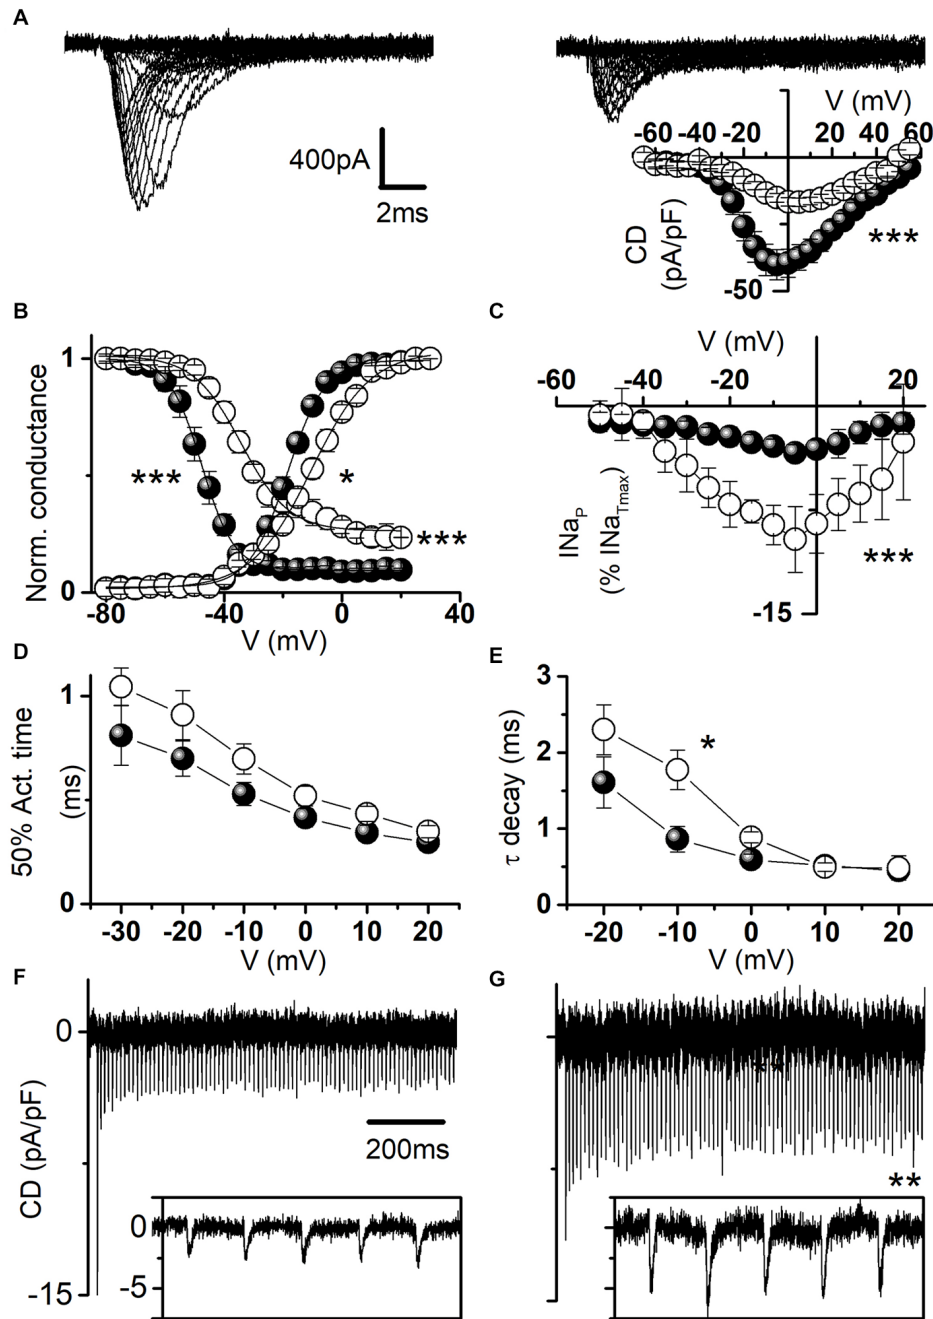 A
400pA
2ms
V (mV)
-60 -40 -20 20 40 60
CD
(pA/pF)
***
-50
B
Norm. conductance
1
0
***
*
***
-80 -40 0 40
V (mV)
C
V (mV)
-60 -20 20
INaP
(% INaTmax)
***
-15
D
50% Act. time
(ms)
1
0
-30 -20 -10 0 10 20
V (mV)
E
τ decay (ms)
3
2
1
0
*
-20 -10 0 10 20
V (mV)
F
CD (pA/pF)
0
-15
200ms
0
-5
G
**
**